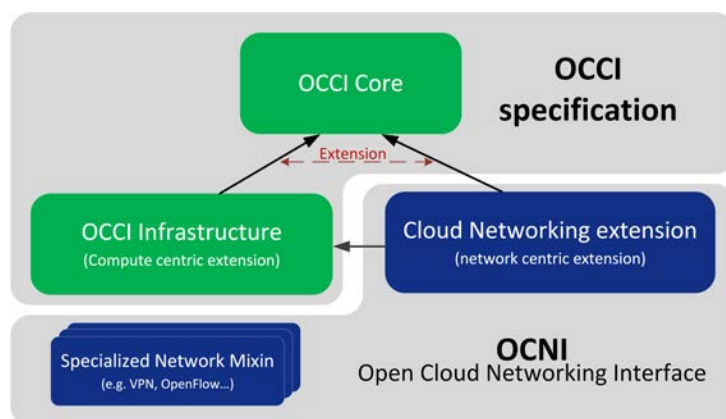 OCCI Core
OCCI
specification
Extension
OCCI Infrastructure
(Compute centric extension)
Cloud Networking extension
(network centric extension)
Specialized Network Mixin
(e.g. VPN, OpenFlow...)
OCNI
Open Cloud Networking Interface